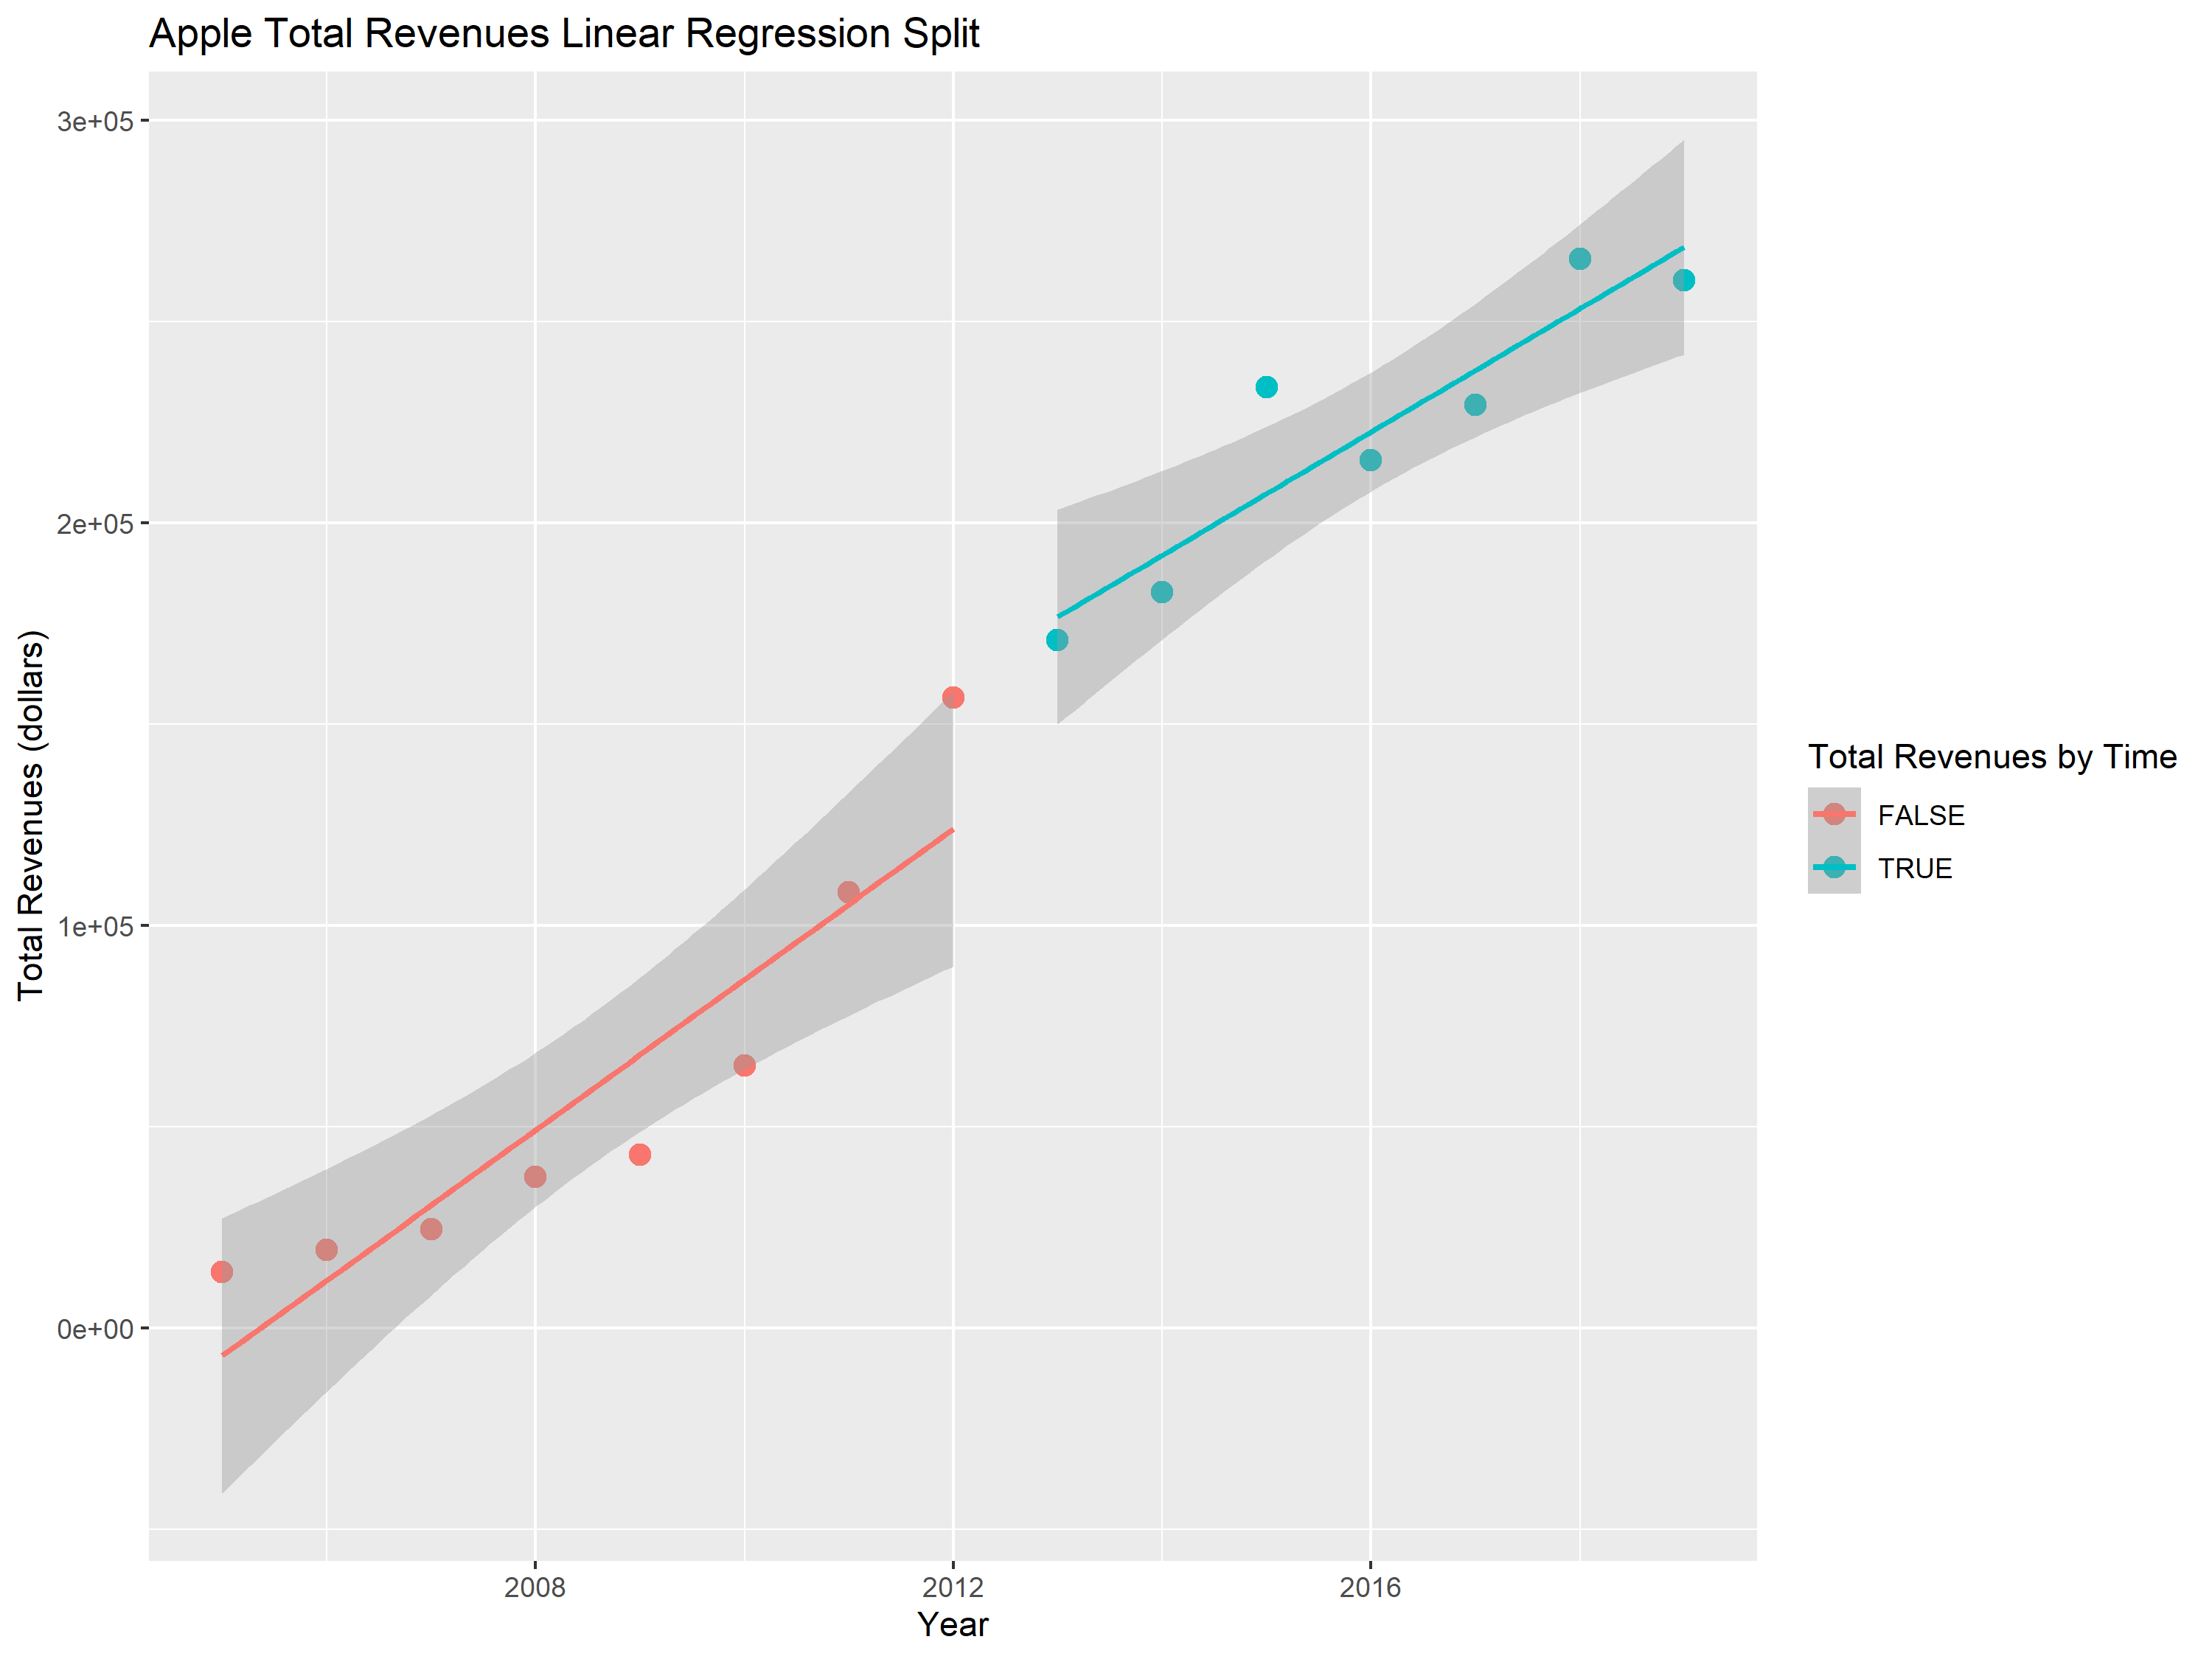 Apple Total Revenues Linear Regression Split
3e+05
2e+05
1e+05
0e+00
Total Revenues (dollars)
2008
2012
2016
Year
Total Revenues by Time
FALSE
TRUE